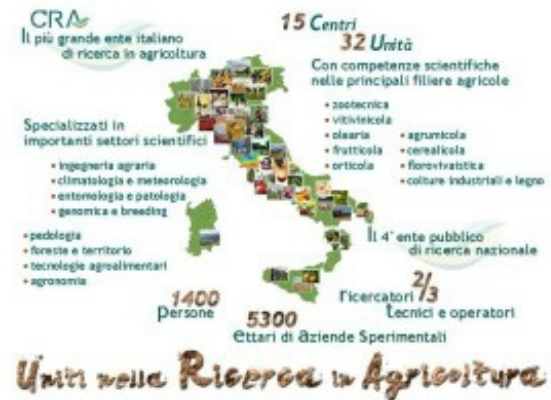 CRA
Il più grande ente italiano
di ricerca in agricoltura
15 Centri
32 Unità
Con competenze scientifiche
nelle principali filiere agricole
• zootecnica
• vitivinicola
• olearia
• frutticola
• orticola
• agrumicola
• cerealicola
• florovivaistica
• colture industriali e legno
Specializzati in
importanti settori scientifici
• ingegneria agraria
• climatologia e meteorologia
• entomologia e patologia
• genomica e breeding
• pedologia
• foreste e territorio
• tecnologie agroalimentari
• agronomia
Il 4° ente pubblico
di ricerca nazionale
1400
persone
ricercatori 2/3
tecnici e operatori
5300
ettari di aziende Sperimentali
Uniti nella Ricerca in Agricoltura